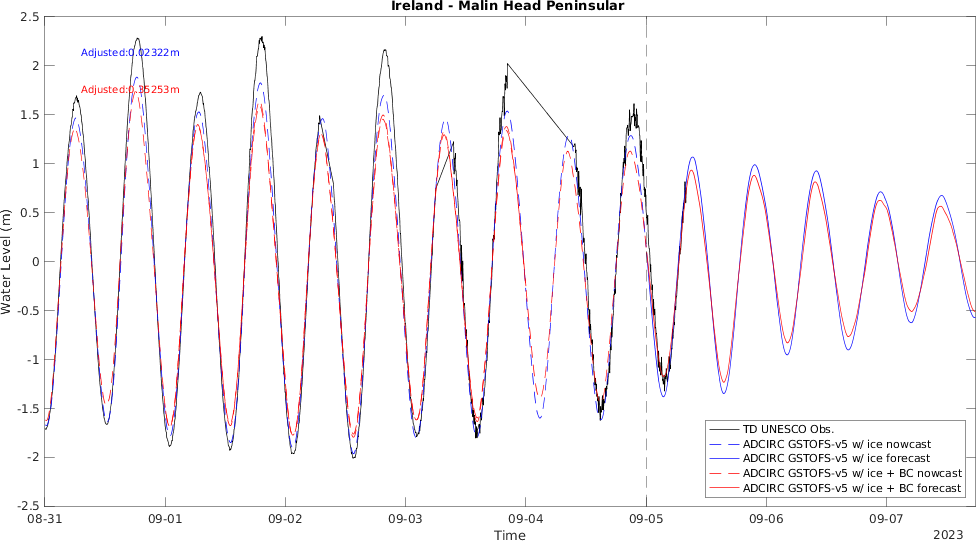 Ireland - Malin Head Peninsular
2.5
Adjusted:0.02322m
2
Adjusted:0.35253m
1.5
1
0.5
0
-0.5
-1
-1.5
-2
-2.5
Water Level (m)
TD UNESCO Obs.
ADCIRC GSTOFS-v5 w/ ice nowcast
ADCIRC GSTOFS-v5 w/ ice forecast
ADCIRC GSTOFS-v5 w/ ice + BC nowcast
ADCIRC GSTOFS-v5 w/ ice + BC forecast
08-31 09-01 09-02 09-03 09-04 09-05 09-06 09-07
Time
2023